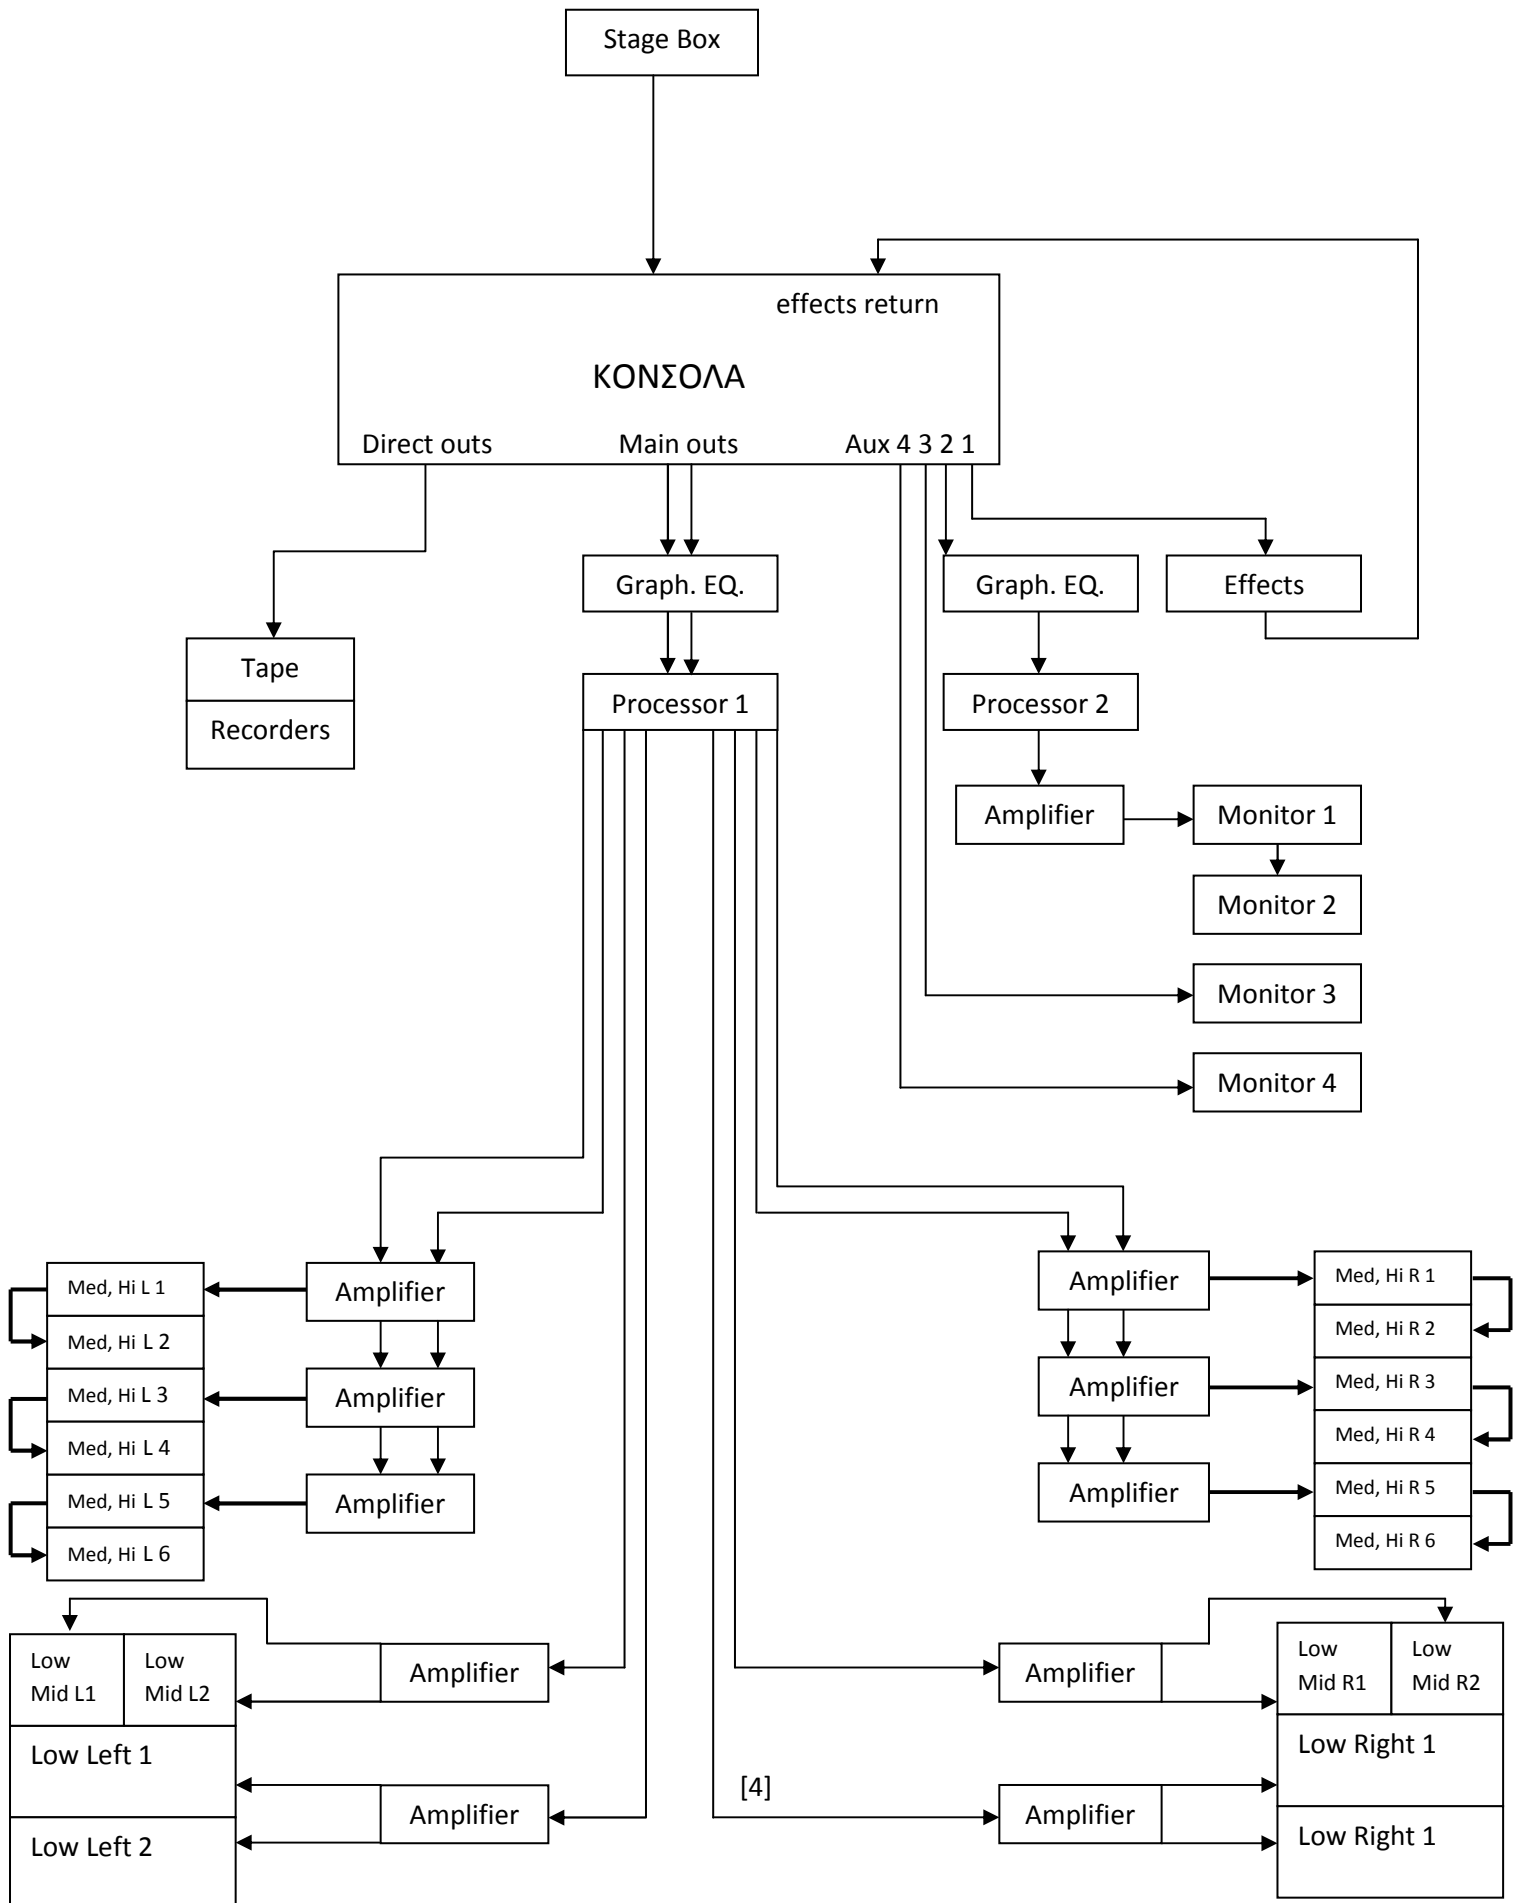 Stage Box
effects return
ΚΟΝΣΟΛΑ
Direct outs
Main outs
Aux 4 3 2 1
Graph. EQ.
Graph. EQ.
Effects
Tape
Recorders
Processor 1
Processor 2
Amplifier
Monitor 1
Monitor 2
Monitor 3
Monitor 4
Med, Hi L 1
Med, Hi L 2
Med, Hi L 3
Med, Hi L 4
Med, Hi L 5
Med, Hi L 6
Amplifier
Amplifier
Amplifier
Amplifier
Amplifier
Amplifier
Med, Hi R 1
Med, Hi R 2
Med, Hi R 3
Med, Hi R 4
Med, Hi R 5
Med, Hi R 6
Low
Mid L1
Low
Mid L2
Low Left 1
Low Left 2
Amplifier
Amplifier
[4]
Amplifier
Amplifier
Low
Mid R1
Low
Mid R2
Low Right 1
Low Right 1